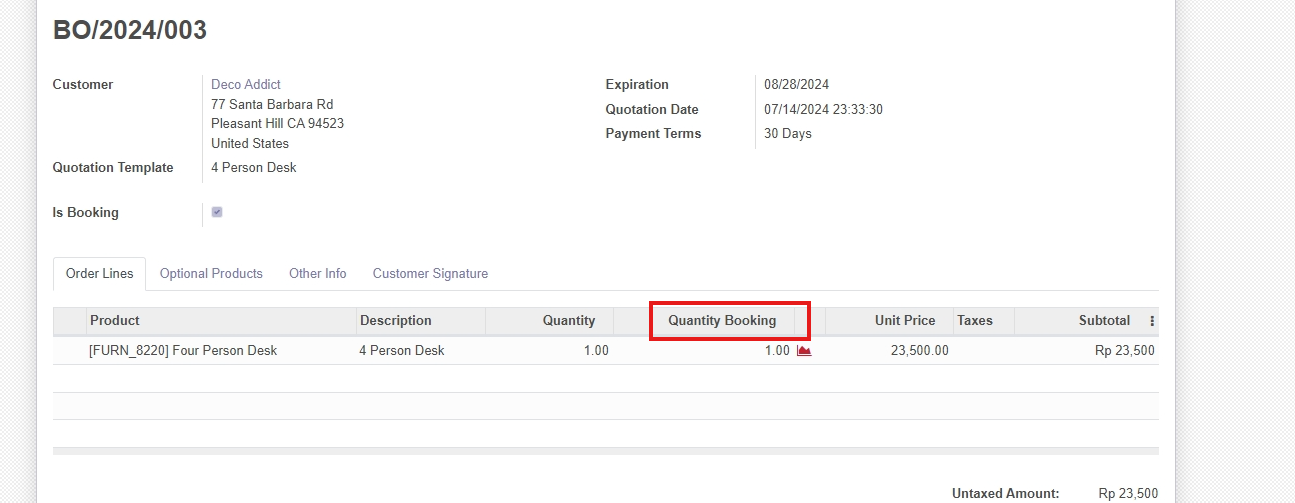 BO/2024/003
Customer
Deco Addict
77 Santa Barbara Rd
Pleasant Hill CA 94523
United States
Quotation Template
4 Person Desk
Is Booking
Expiration
08/28/2024
Quotation Date
07/14/2024 23:33:30
Payment Terms
30 Days
Order Lines Optional Products Other Info Customer Signature
Product Description Quantity Quantity Booking Unit Price Taxes Subtotal
[FURN_8220] Four Person Desk 4 Person Desk 1.00 1.00 23,500.00 Rp 23,500
Untaxed Amount: Rp 23,500